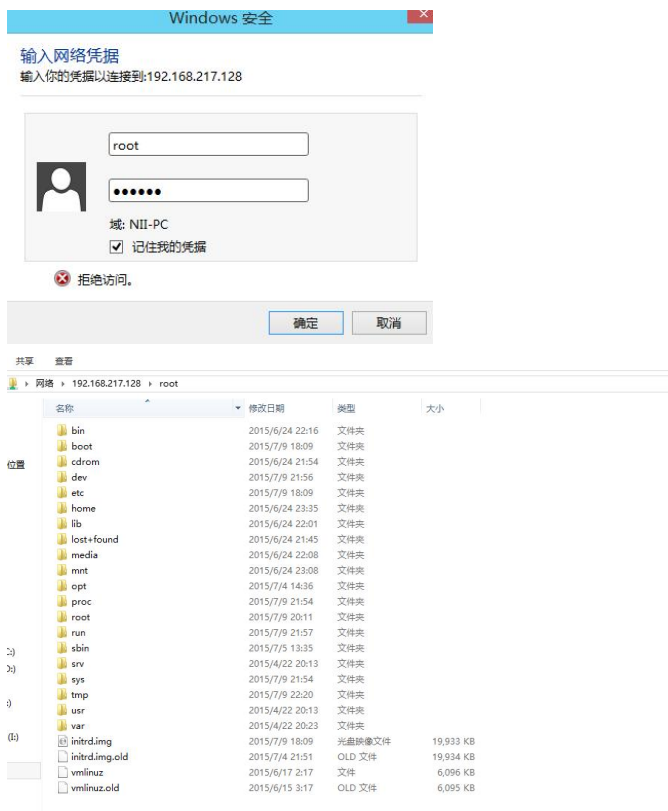 Windows 安全
输入网络凭据
输入你的凭据以连接到:192.168.217.128
root
●●●●●●
域: NII-PC
记住我的凭据
拒绝访问。
确定 取消
共享 查看
网络 192.168.217.128 root
名称 修改日期 类型 大小
bin 2015/6/24 22:16 文件夹
boot 2015/7/9 18:09 文件夹
cdrom 2015/6/24 21:54 文件夹
位置 dev 2015/7/9 21:56 文件夹
etc 2015/7/9 18:09 文件夹
home 2015/6/24 23:35 文件夹
lib 2015/6/24 22:01 文件夹
lost+found 2015/6/24 21:45 文件夹
media 2015/6/24 22:08 文件夹
mnt 2015/6/24 23:08 文件夹
opt 2015/7/4 14:36 文件夹
proc 2015/7/9 21:54 文件夹
root 2015/7/9 20:11 文件夹
run 2015/7/9 21:57 文件夹
C:) sbin 2015/7/5 13:35 文件夹
D:) srv 2015/4/22 20:13 文件夹
sys 2015/7/9 21:54 文件夹
:) tmp 2015/7/9 22:20 文件夹
usr 2015/4/22 20:13 文件夹
(I:) var 2015/4/22 20:23 文件夹
initrd.img 2015/7/9 18:09 光盘映像文件 19,933 KB
initrd.img.old 2015/7/4 21:51 OLD 文件 19,934 KB
vmlinuz 2015/6/17 2:17 文件 6,096 KB
vmlinuz.old 2015/6/15 3:17 OLD 文件 6,095 KB